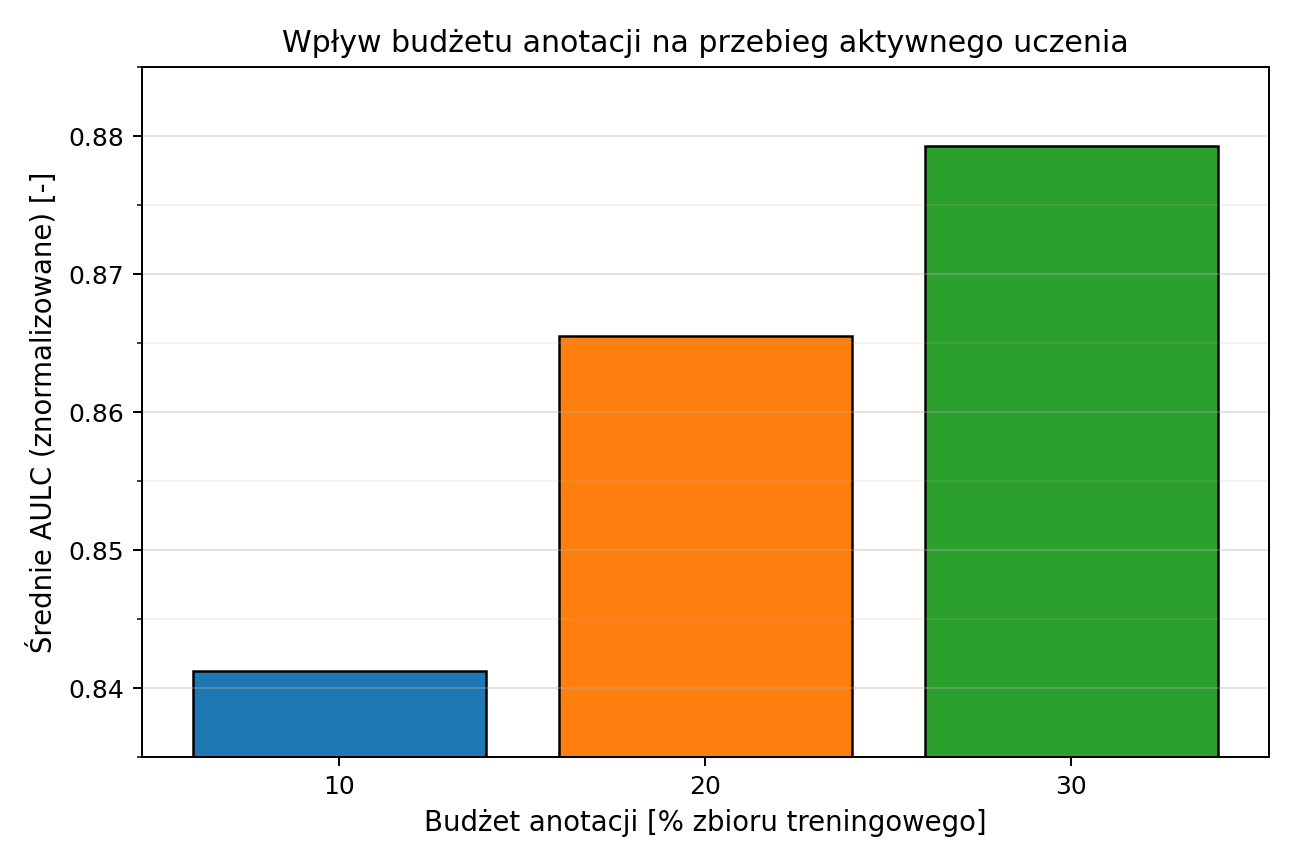 Wpływ budżetu anotacji na przebieg aktywnego uczenia
Średnie AULC (znormalizowane) [-]
0.88
0.87
0.86
0.85
0.84
10 20 30
Budżet anotacji [% zbioru treningowego]